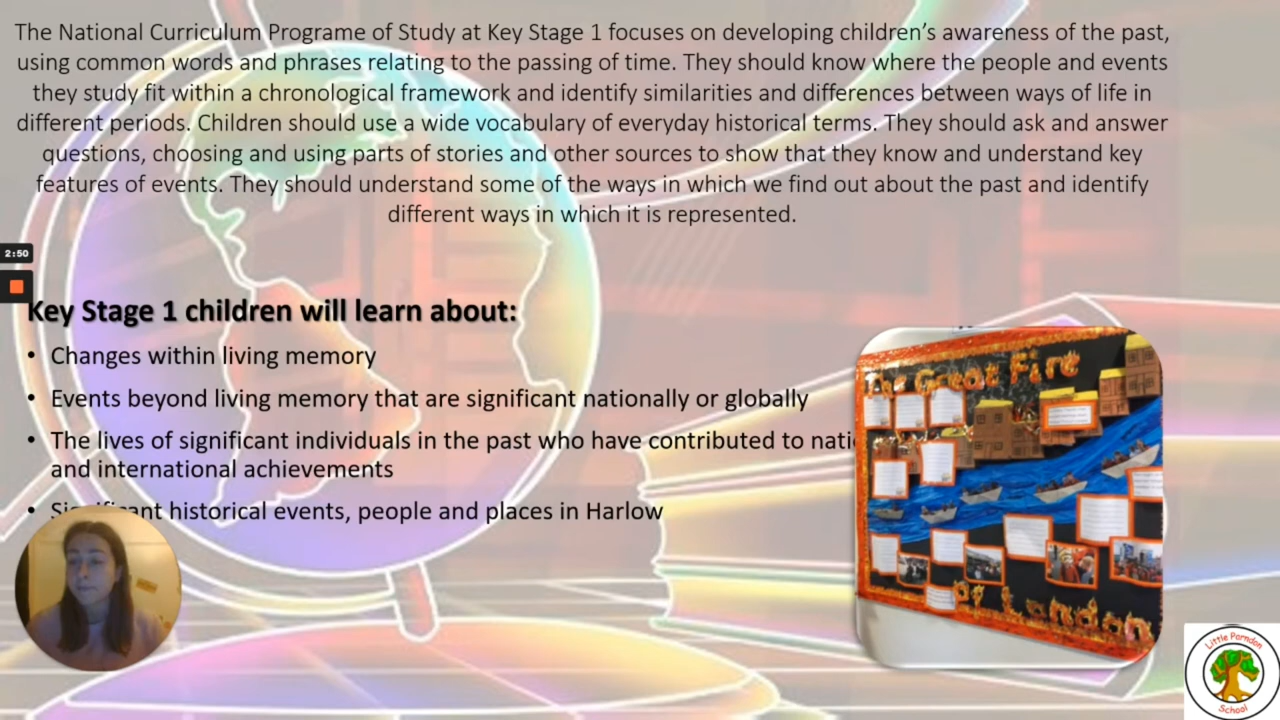 The National Curriculum Programe of Study at Key Stage 1 focuses on developing children’s awareness of the past,
using common words and phrases relating to the passing of time. They should know where the people and events
they study fit within a chronological framework and identify similarities and differences between ways of life in
different periods. Children should use a wide vocabulary of everyday historical terms. They should ask and answer
questions, choosing and using parts of stories and other sources to show that they know and understand key
features of events. They should understand some of the ways in which we find out about the past and identify
different ways in which it is represented.
2:50
Key Stage 1 children will learn about:
• Changes within living memory
• Events beyond living memory that are significant nationally or globally
• The lives of significant individuals in the past who have contributed to
and international achievements
• historical events, people and places in Harlow
The Great Fire
of London
Little Parndon
School